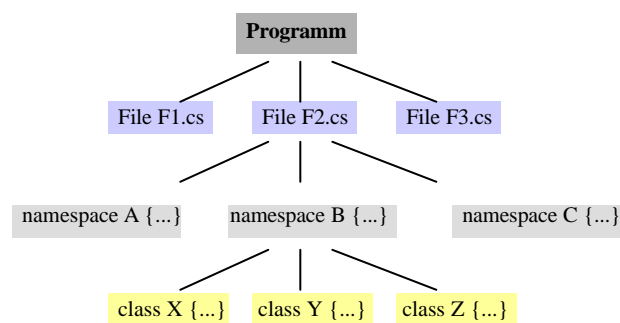 Programm
File F1.cs File F2.cs File F3.cs
namespace A {...} namespace B {...} namespace C {...}
class X {...} class Y {...} class Z {...}